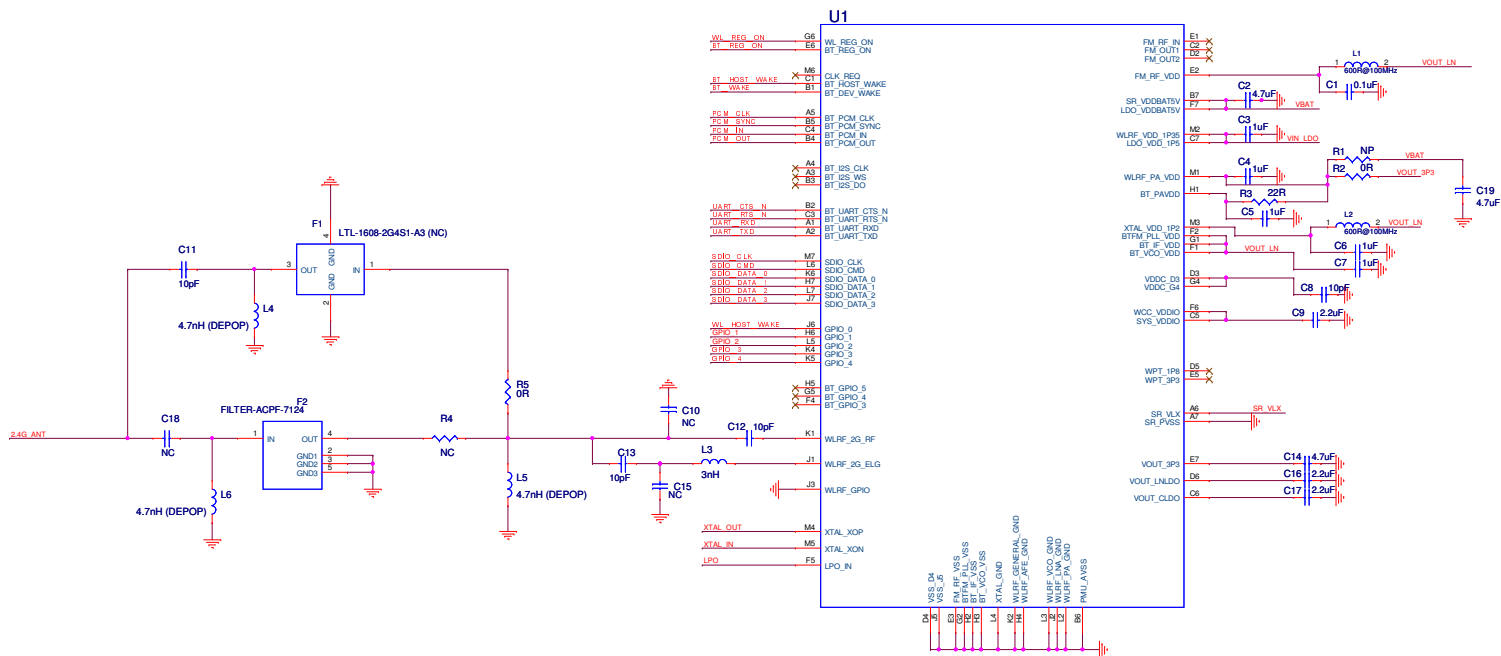 U1
WL_REG_ON G6 WL_REG_ON
BT_REG_ON E6 BT_REG_ON
M6 CLK_REQ
BT_HOST_WAKE C1 BT_HOST_WAKE
BT_WAKE B1 BT_DEV_WAKE
PCM_CLK A5 BT_PCM_CLK
PCM_SYNC B5 BT_PCM_SYNC
PCM_IN C4 BT_PCM_IN
PCM_OUT B4 BT_PCM_OUT
A4 BT_I2S_CLK
A3 BT_I2S_WS
B3 BT_I2S_DO
UART_CTS_N B2 BT_UART_CTS_N
UART_RTS_N C3 BT_UART_RTS_N
UART_RXD A1 BT_UART_RXD
UART_TXD A2 BT_UART_TXD
SDIO_CLK M7 SDIO_CLK
SDIO_CMD L6 SDIO_CMD
SDIO_DATA_0 K6 SDIO_DATA_0
SDIO_DATA_1 H7 SDIO_DATA_1
SDIO_DATA_2 L7 SDIO_DATA_2
SDIO_DATA_3 J7 SDIO_DATA_3
WL_HOST_WAKE J6 GPIO_0
GPIO_1 H6 GPIO_1
GPIO_2 L5 GPIO_2
GPIO_3 K4 GPIO_3
GPIO_4 K5 GPIO_4
H5 BT_GPIO_5
G5 BT_GPIO_4
F4 BT_GPIO_3
K1 WLRF_2G_RF
J1 WLRF_2G_ELG
J3 WLRF_GPIO
XTAL_OUT M4 XTAL_XOP
XTAL_IN M5 XTAL_XON
LPO F5 LPO_IN
FM_RF_IN E1
FM_OUT1 C2
FM_OUT2 D2
FM_RF_VDD E2
L1
1 2
600R@100MHz
VOUT_LN
C1 0.1uF
SR_VDDBAT5V B7
LDO_VDDBAT5V F7
C2
4.7uF
VBAT
WLRF_VDD_1P35 M2
LDO_VDD_1P5 C7
C3
1uF
VIN_LDO
WLRF_PA_VDD M1
BT_PAVDD H1
C4
1uF
R1 NP
VBAT
R2 0R
VOUT_3P3
R3 22R
C19
4.7uF
C5 1uF
XTAL_VDD_1P2 M3
BTFM_PLL_VDD F2
BT_IF_VDD G1
BT_VCO_VDD F1
L2
1 2
600R@100MHz
VOUT_LN
VOUT_LN
C6 1uF
C7 1uF
VDDC_D3 D3
VDDC_G4 G4
C8 10pF
WCC_VDDIO F6
SYS_VDDIO C5
C9 2.2uF
WPT_1P8 D5
WPT_3P3 E5
SR_VLX A6
SR_VLX
SR_PVSS A7
VOUT_3P3 E7
C14 4.7uF
VOUT_LNLDO D6
C16 2.2uF
VOUT_CLDO C6
C17 2.2uF
VSS_D4 D4
VSS_J5 J5
FM_RF_VSS E3
BTFM_PLL_VSS G2
BT_IF_VSS H2
BT_VCO_VSS H3
XTAL_GND L4
WLRF_GENERAL_GND K2
WLRF_AFE_GND H4
WLRF_VCO_GND L3
WLRF_LNA_GND J2
WLRF_PA_GND L2
PMU_AVSS B6
F1
LTL-1608-2G4S1-A3 (NC)
4
GND
3 OUT
IN 1
GND
2
C11
10pF
L4
4.7nH (DEPOP)
R5
0R
F2
FILTER-ACPF-7124
1 IN
OUT 4
GND1 2
GND2 3
GND3 5
C18
NC
2.4G_ANT
L6
4.7nH (DEPOP)
R4
NC
L5
4.7nH (DEPOP)
C10
NC
C12 10pF
C13
10pF
L3
3nH
C15
NC